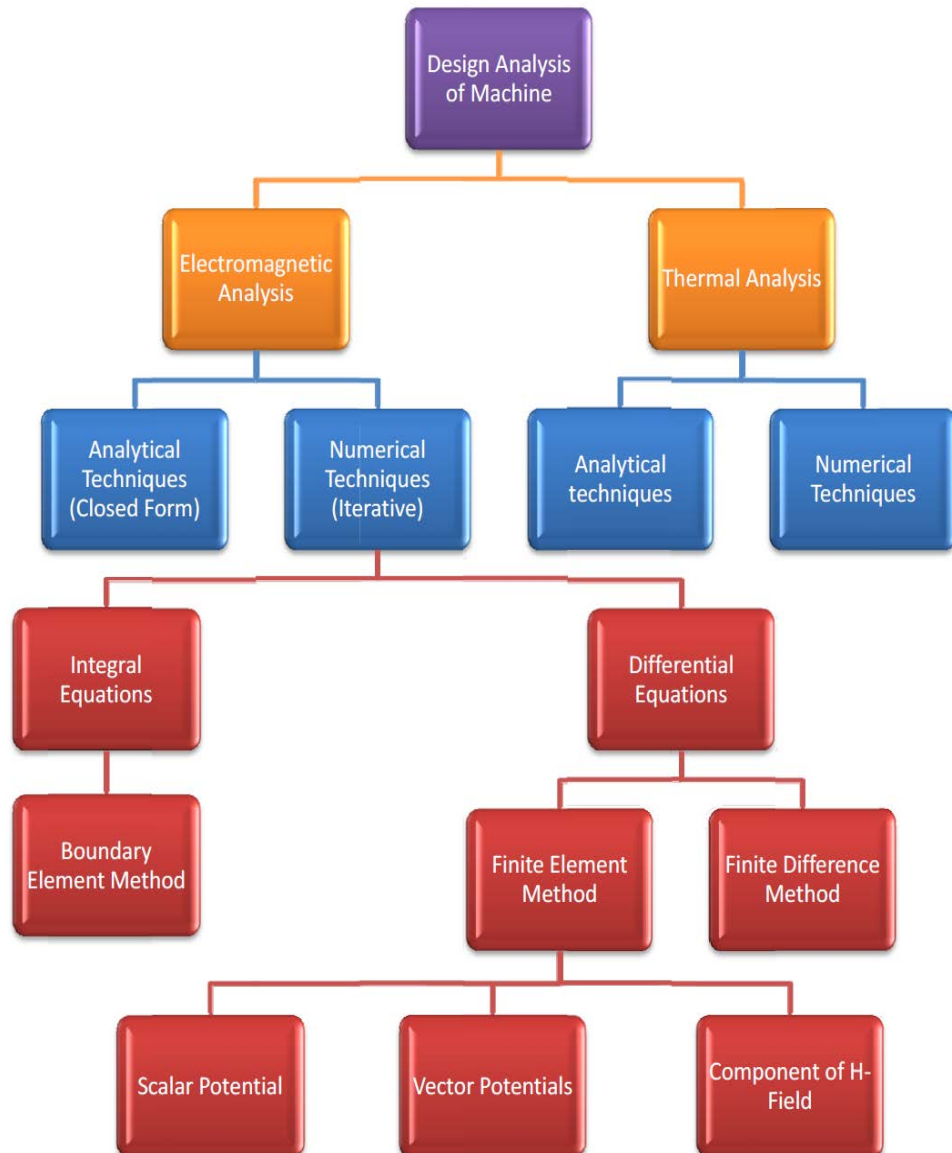 Design Analysis
of Machine
Electromagnetic
Analysis
Thermal Analysis
Analytical
Techniques
(Closed Form)
Numerical
Techniques
(Iterative)
Analytical
techniques
Numerical
Techniques
Integral
Equations
Differential
Equations
Boundary
Element Method
Finite Element
Method
Finite Difference
Method
Scalar Potential
Vector Potentials
Component of H-
Field